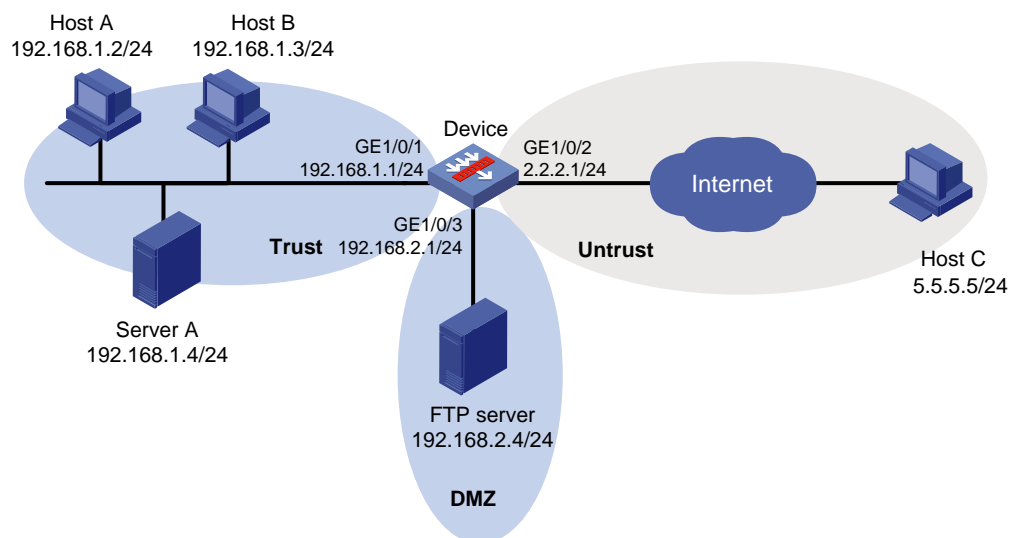 Host A
192.168.1.2/24
Host B
192.168.1.3/24
Device
GE1/0/1
192.168.1.1/24
GE1/0/2
2.2.2.1/24
Internet
GE1/0/3
192.168.2.1/24
Trust
Untrust
Host C
5.5.5.5/24
Server A
192.168.1.4/24
FTP server
192.168.2.4/24
DMZ